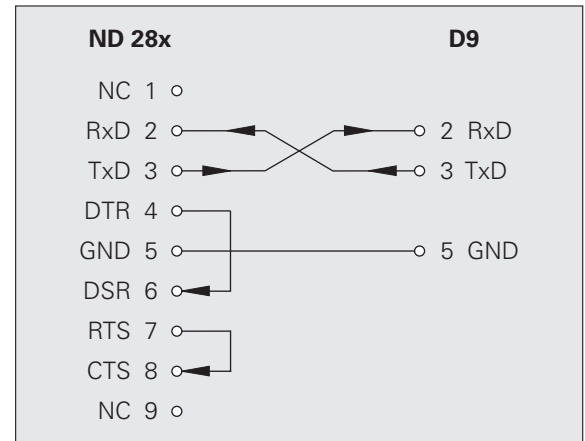 ND 28x D9
NC 1
RxD 2 2 RxD
TxD 3 3 TxD
DTR 4
GND 5 5 GND
DSR 6
RTS 7
CTS 8
NC 9